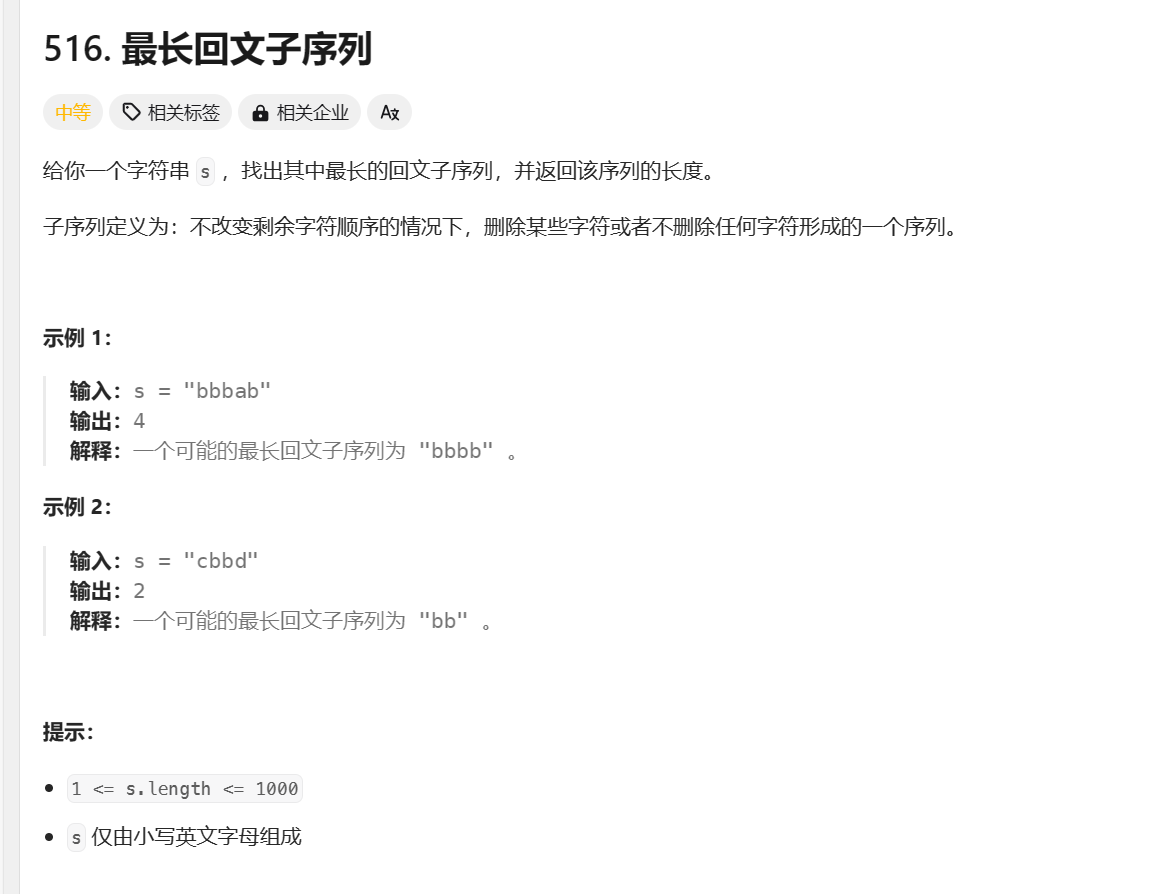 516. 最长回文子序列
中等 相关标签 相关企业 A文
给你一个字符串 s ，找出其中最长的回文子序列，并返回该序列的长度。
子序列定义为：不改变剩余字符顺序的情况下，删除某些字符或者不删除任何字符形成的一个序列。
示例 1：
输入：s = "bbbab"
输出：4
解释：一个可能的最长回文子序列为 "bbbb" 。
示例 2：
输入：s = "cbbd"
输出：2
解释：一个可能的最长回文子序列为 "bb" 。
提示：
1 <= s.length <= 1000
s 仅由小写英文字母组成